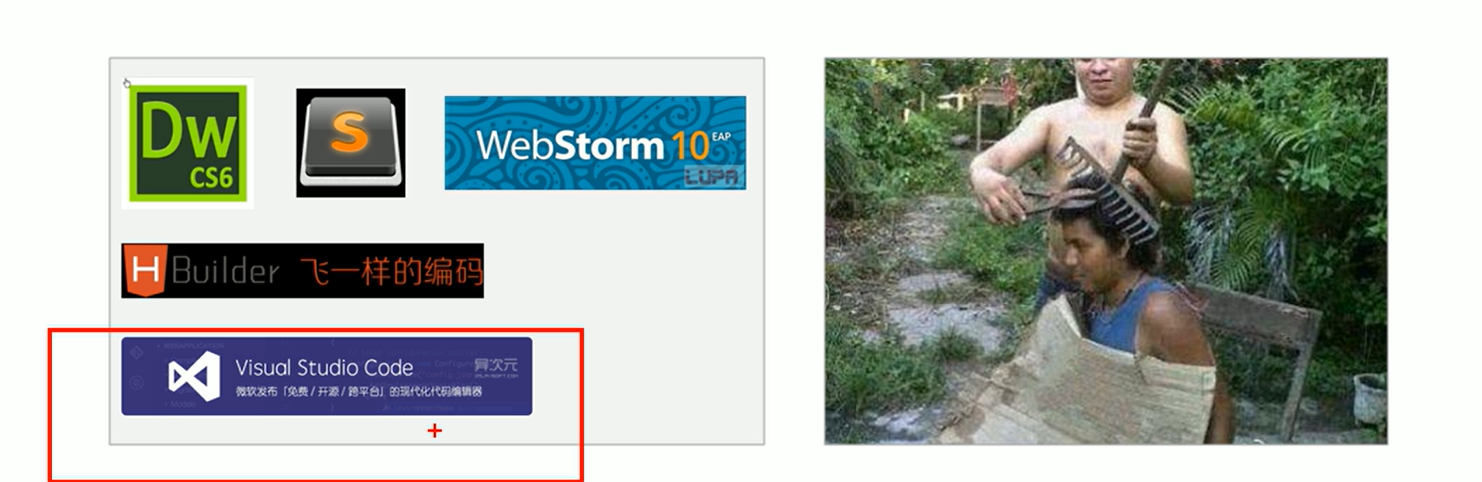 Dw
CS6
S
WebStorm 10 EAP
LUPA
H Builder 飞一样的编码
Visual Studio Code
异次元
微软发布「免费 / 开源 / 跨平台」的现代化代码编辑器